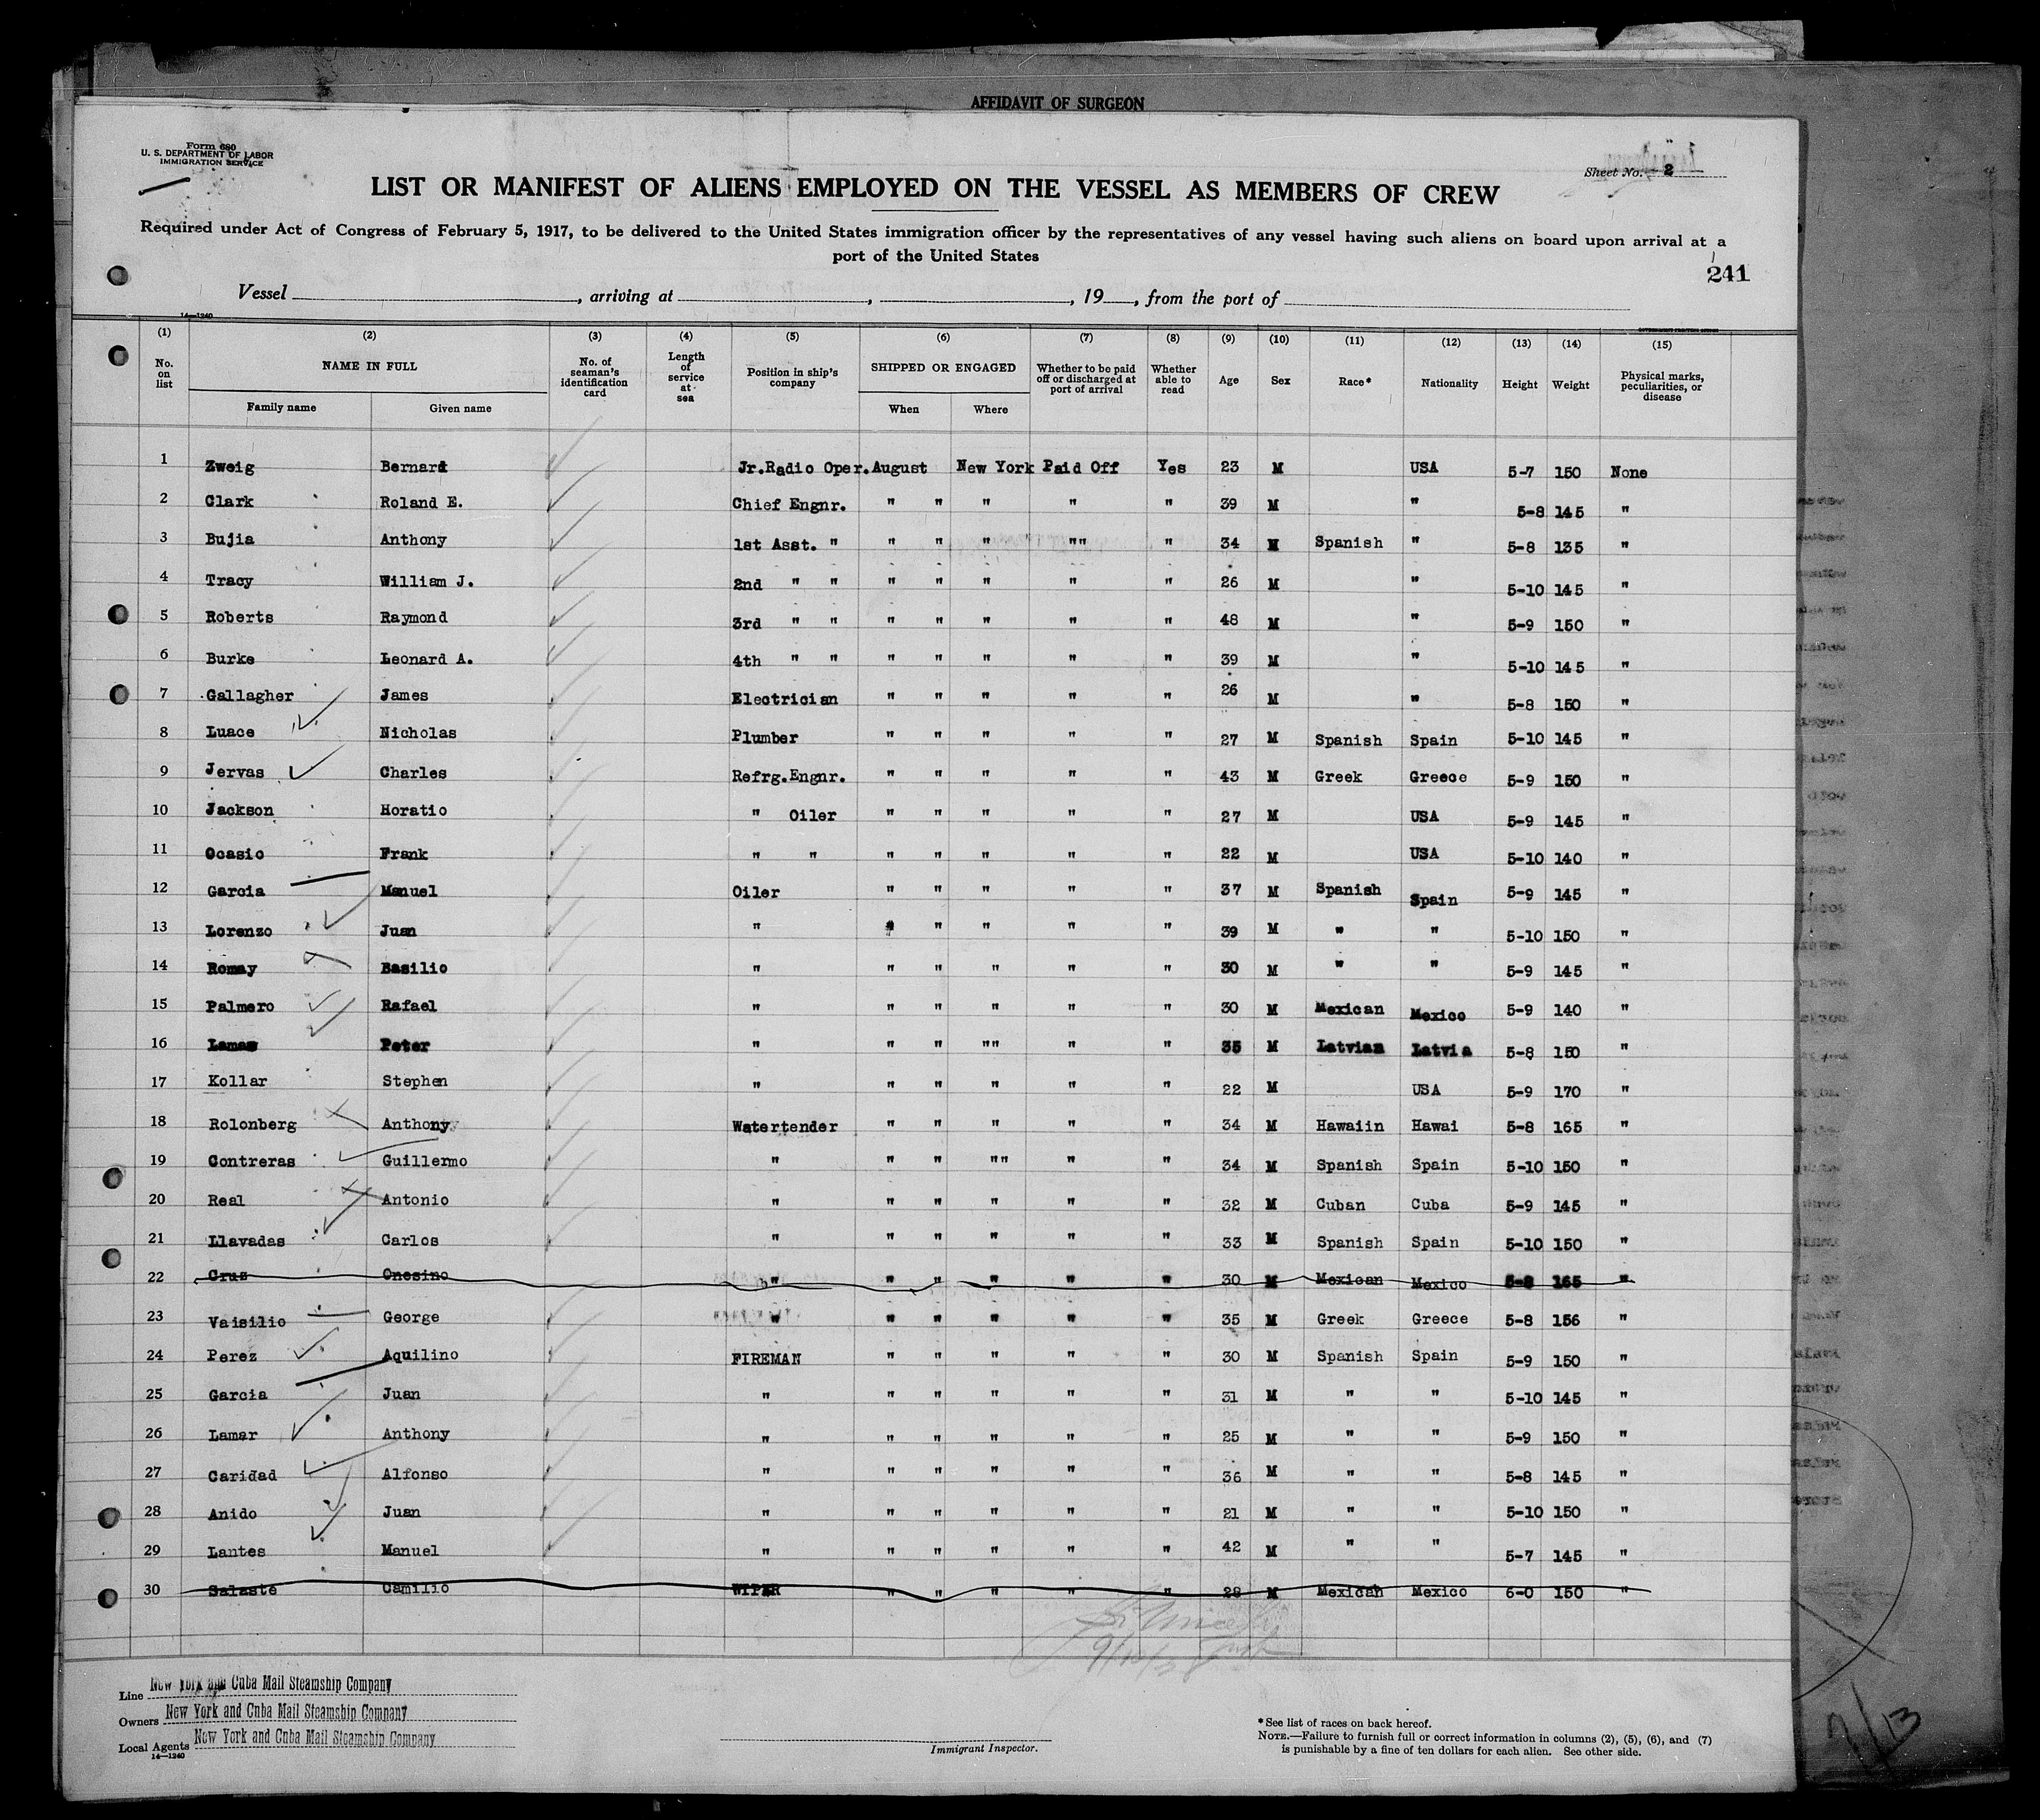 AFFIDAVIT OF SURGEON
Form 680
U. S. DEPARTMENT OF LABOR
IMMIGRATION SERVICE
Sheet No. 2
LIST OR MANIFEST OF ALIENS EMPLOYED ON THE VESSEL AS MEMBERS OF CREW
Required under Act of Congress of February 5, 1917, to be delivered to the United States immigration officer by the representatives of any vessel having such aliens on board upon arrival at a
port of the United States
241
Vessel , arriving at , , 19 , from the port of
14—1240
(1) (2) (3) (4) (5) (6) (7) (8) (9) (10) (11) (12) (13) (14) (15)
No. on list NAME IN FULL No. of seaman's identification card Length of service at sea Position in ship's company SHIPPED OR ENGAGED Whether to be paid off or discharged at port of arrival Whether able to read Age Sex Race* Nationality Height Weight Physical marks, peculiarities, or disease
Family name Given name When Where
1 Zweig Bernard Jr.Radio Oper. August New York Paid Off Yes 23 M USA 5-7 150 None
2 Clark Roland E. Chief Engnr. " " " " " 39 M " 5-8 145 "
3 Bujia Anthony 1st Asst. " " " " "" " 34 M Spanish " 5-8 135 "
4 Tracy William J. 2nd " " " " " " " 26 M " 5-10 145 "
5 Roberts Raymond 3rd " " " " " " " 48 M " 5-9 150 "
6 Burke Leonard A. 4th " " " " " " " 39 M " 5-10 145 "
7 Gallagher James Electrician " " " " " 26 M " 5-8 150 "
8 Luace Nicholas Plumber " " " " " 27 M Spanish Spain 5-10 145 "
9 Jervas Charles Refrg.Engnr. " " " " " 43 M Greek Greece 5-9 150 "
10 Jackson Horatio " Oiler " " " " " 27 M USA 5-9 145 "
11 Ocasio Frank " " " " " " " 22 M USA 5-10 140 "
12 Garcia Manuel Oiler " " " " " 37 M Spanish Spain 5-9 145 "
13 Lorenzo Juan " " " " " " 39 M " " 5-10 150 "
14 Romay Basilio " " " " " " 30 M " " 5-9 145 "
15 Palmero Rafael " " " " " " 30 M Mexican Mexico 5-9 140 "
16 Lamas Peter " " " "" " " 35 M Latvian Latvia 5-8 150 "
17 Kollar Stephen " " " " " " 22 M USA 5-9 170 "
18 Rolonberg Anthony Watertender " " " " " 34 M Hawaiin Hawai 5-8 165 "
19 Contreras Guillermo " " " "" " " 34 M Spanish Spain 5-10 150 "
20 Real Antonio " " " " " " 32 M Cuban Cuba 5-9 145 "
21 Llavadas Carlos " " " " " " 33 M Spanish Spain 5-10 150 "
22 Cruz Onesino " " " " " " 30 M Mexican Mexico 5-8 165 "
23 Vaisilio George " " " " " " 35 M Greek Greece 5-8 156 "
24 Perez Aquilino FIREMAN " " " " " 30 M Spanish Spain 5-9 150 "
25 Garcia Juan " " " " " " 31 M " " 5-10 145 "
26 Lamar Anthony " " " " " " 25 M " " 5-9 150 "
27 Caridad Alfonso " " " " " " 36 M " " 5-8 145 "
28 Anido Juan " " " " " " 21 M " " 5-10 150 "
29 Lantes Manuel " " " " " " 42 M " " 5-7 145 "
30 Salaste Camilio WIPER " " " " " 28 M Mexican Mexico 6-0 150 "
Line New York and Cuba Mail Steamship Company
Owners New York and Cuba Mail Steamship Company
Local Agents New York and Cuba Mail Steamship Company
14—1240
Immigrant Inspector.
* See list of races on back hereof.
NOTE.—Failure to furnish full or correct information in columns (2), (5), (6), and (7)
is punishable by a fine of ten dollars for each alien. See other side.